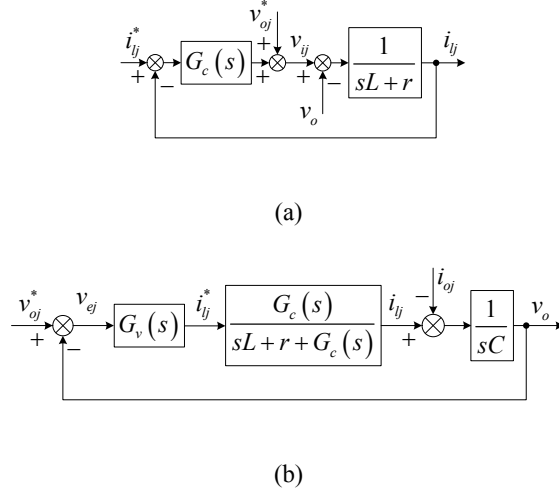 v*oj
i*lj
Gc(s)
vij
1
sL + r
ilj
+
−
+
+
+
−
vo
(a)
v*oj
vej
Gv(s)
i*lj
Gc(s)
sL + r + Gc(s)
ilj
−
ioj
1
sC
vo
+
−
+
(b)